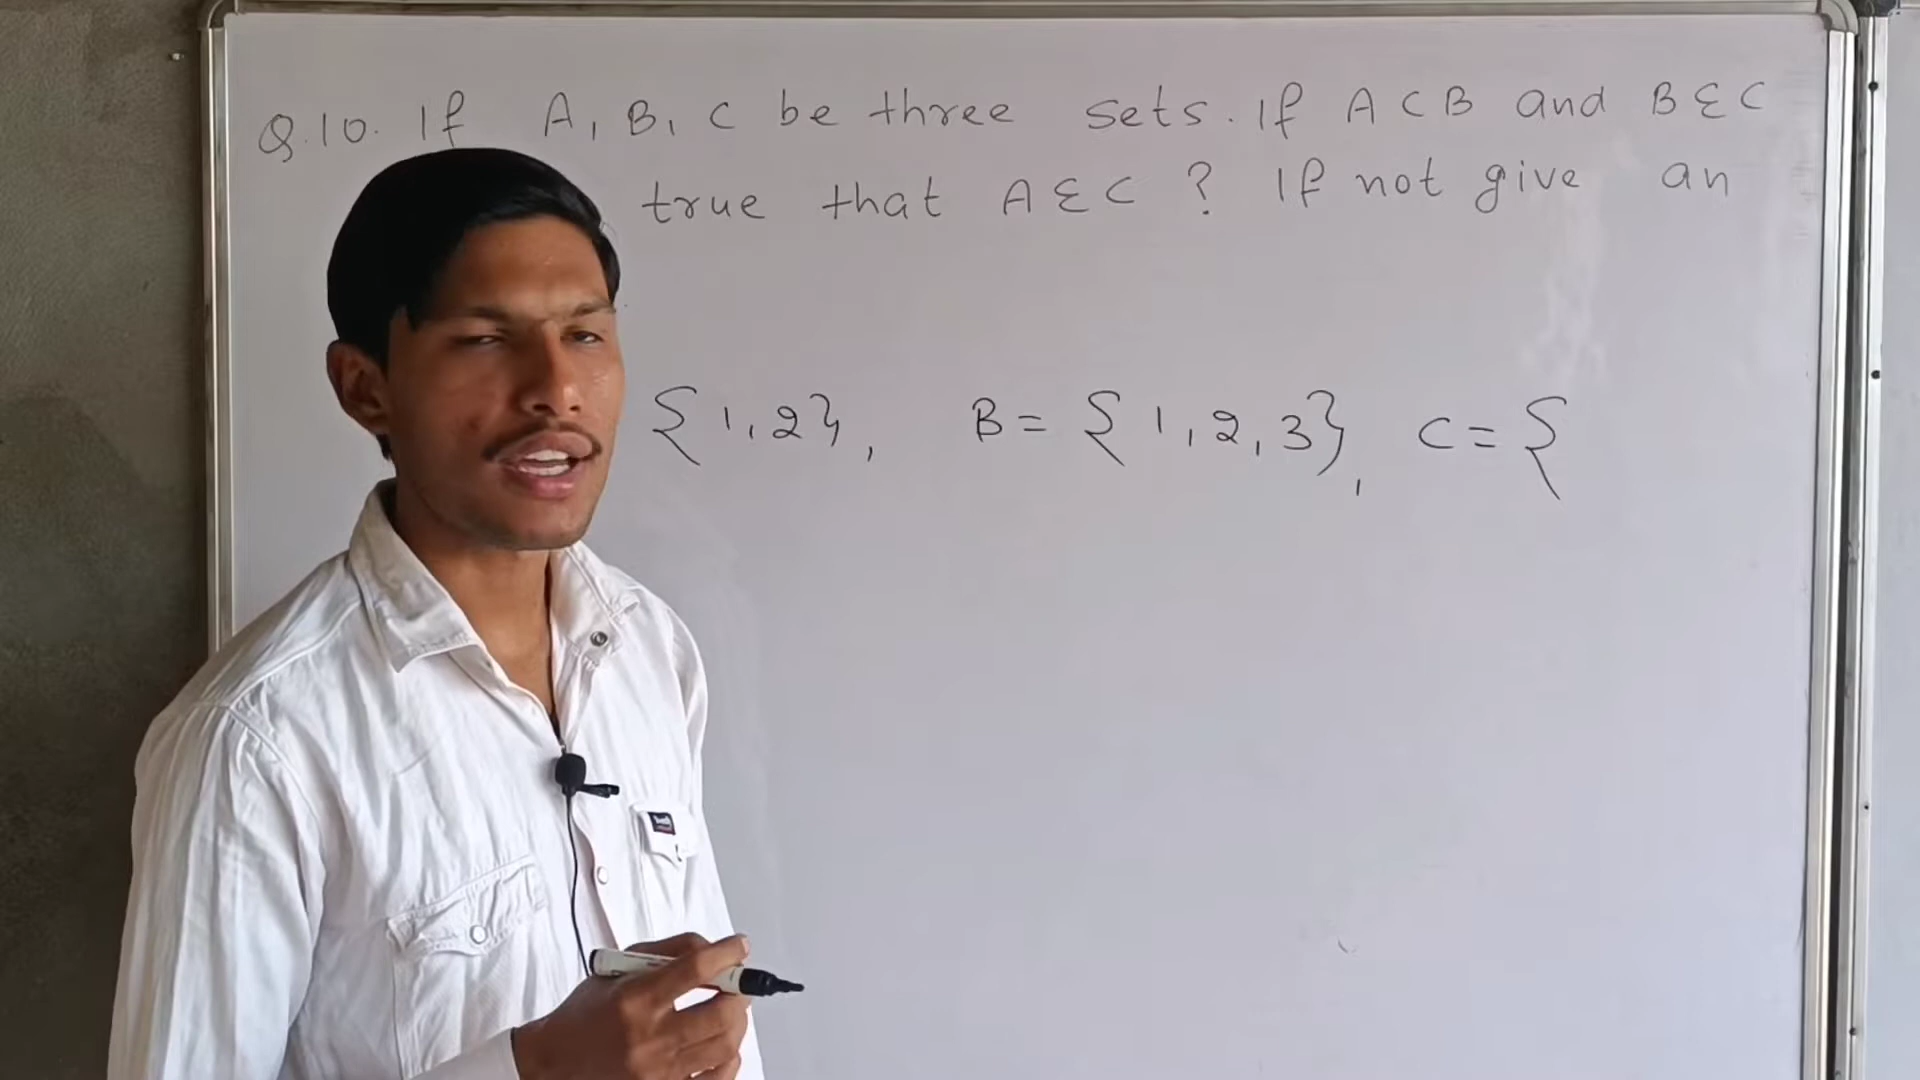 Q.10. If A, B, C be three sets. If A ⊂ B and B ∈ C
true that A ∈ C ? If not give an
{1,2}, B = {1,2,3}, C = {